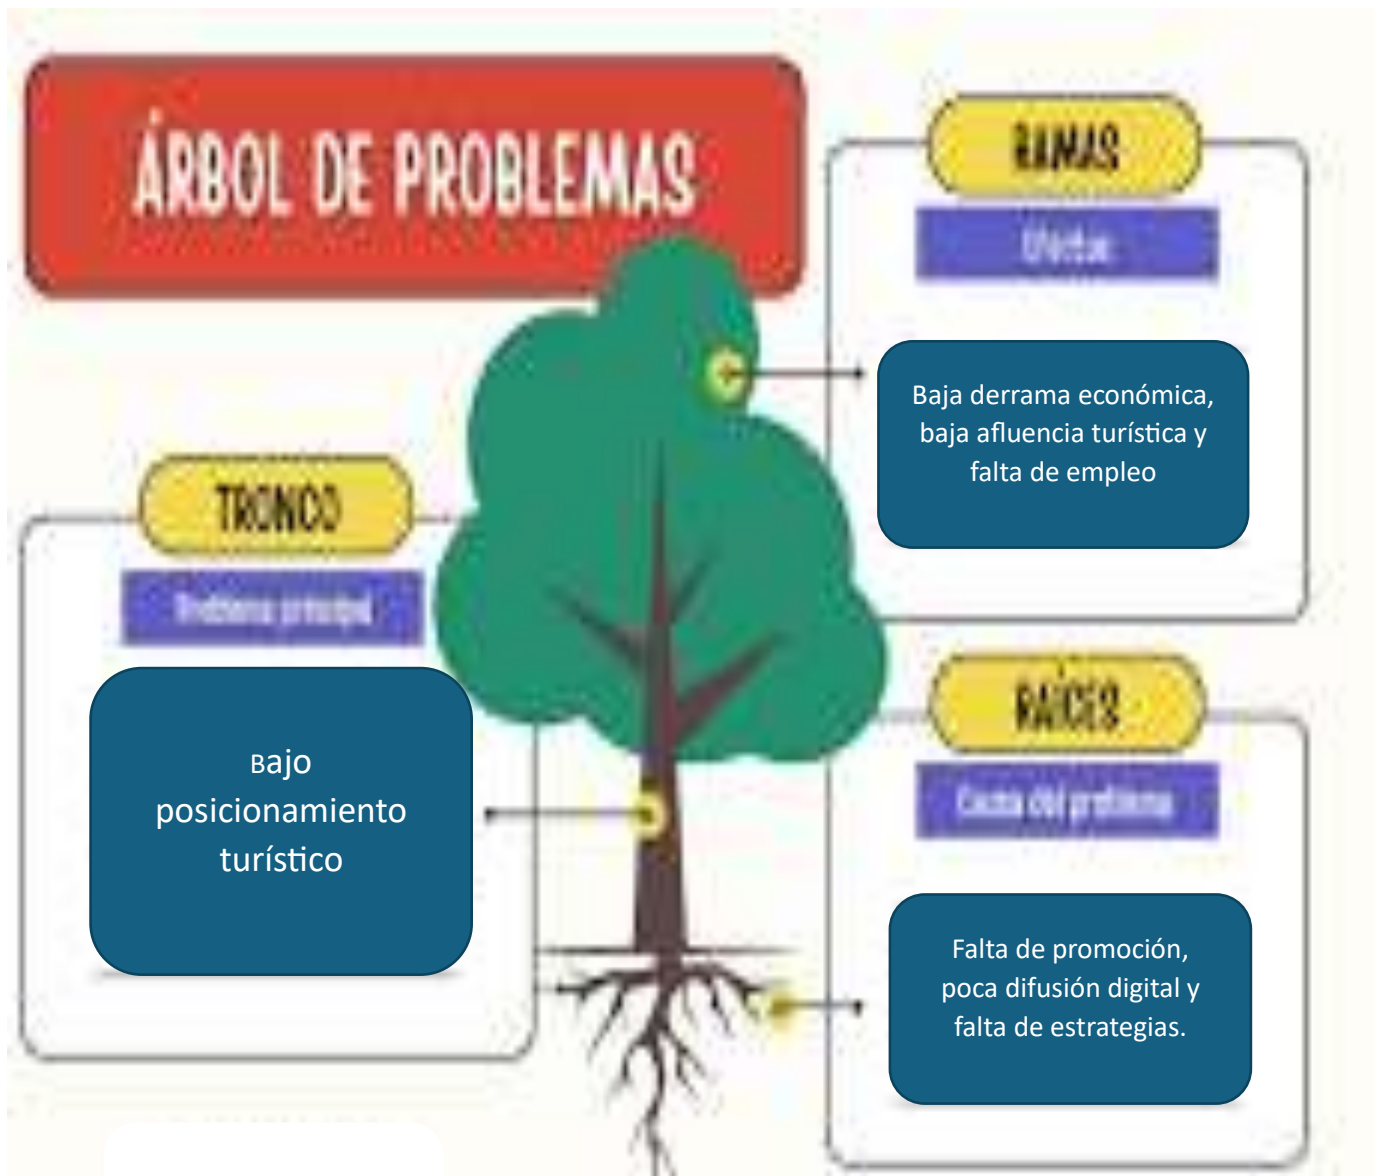 ÁRBOL DE PROBLEMAS
RAMAS
Efectos
Baja derrama económica,
baja afluencia turística y
falta de empleo
TRONCO
Problema principal
Bajo
posicionamiento
turístico
RAÍCES
Causa del problema
Falta de promoción,
poca difusión digital y
falta de estrategias.